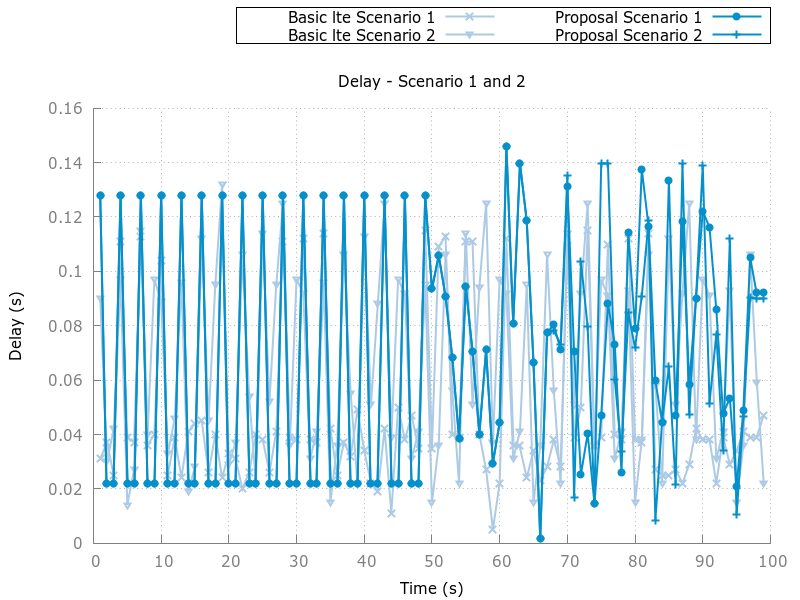 Basic lte Scenario 1 Proposal Scenario 1
Basic lte Scenario 2 Proposal Scenario 2
Delay - Scenario 1 and 2
0.16
0.14
0.12
0.1
0.08
0.06
0.04
0.02
0
Delay (s)
0 10 20 30 40 50 60 70 80 90 100
Time (s)